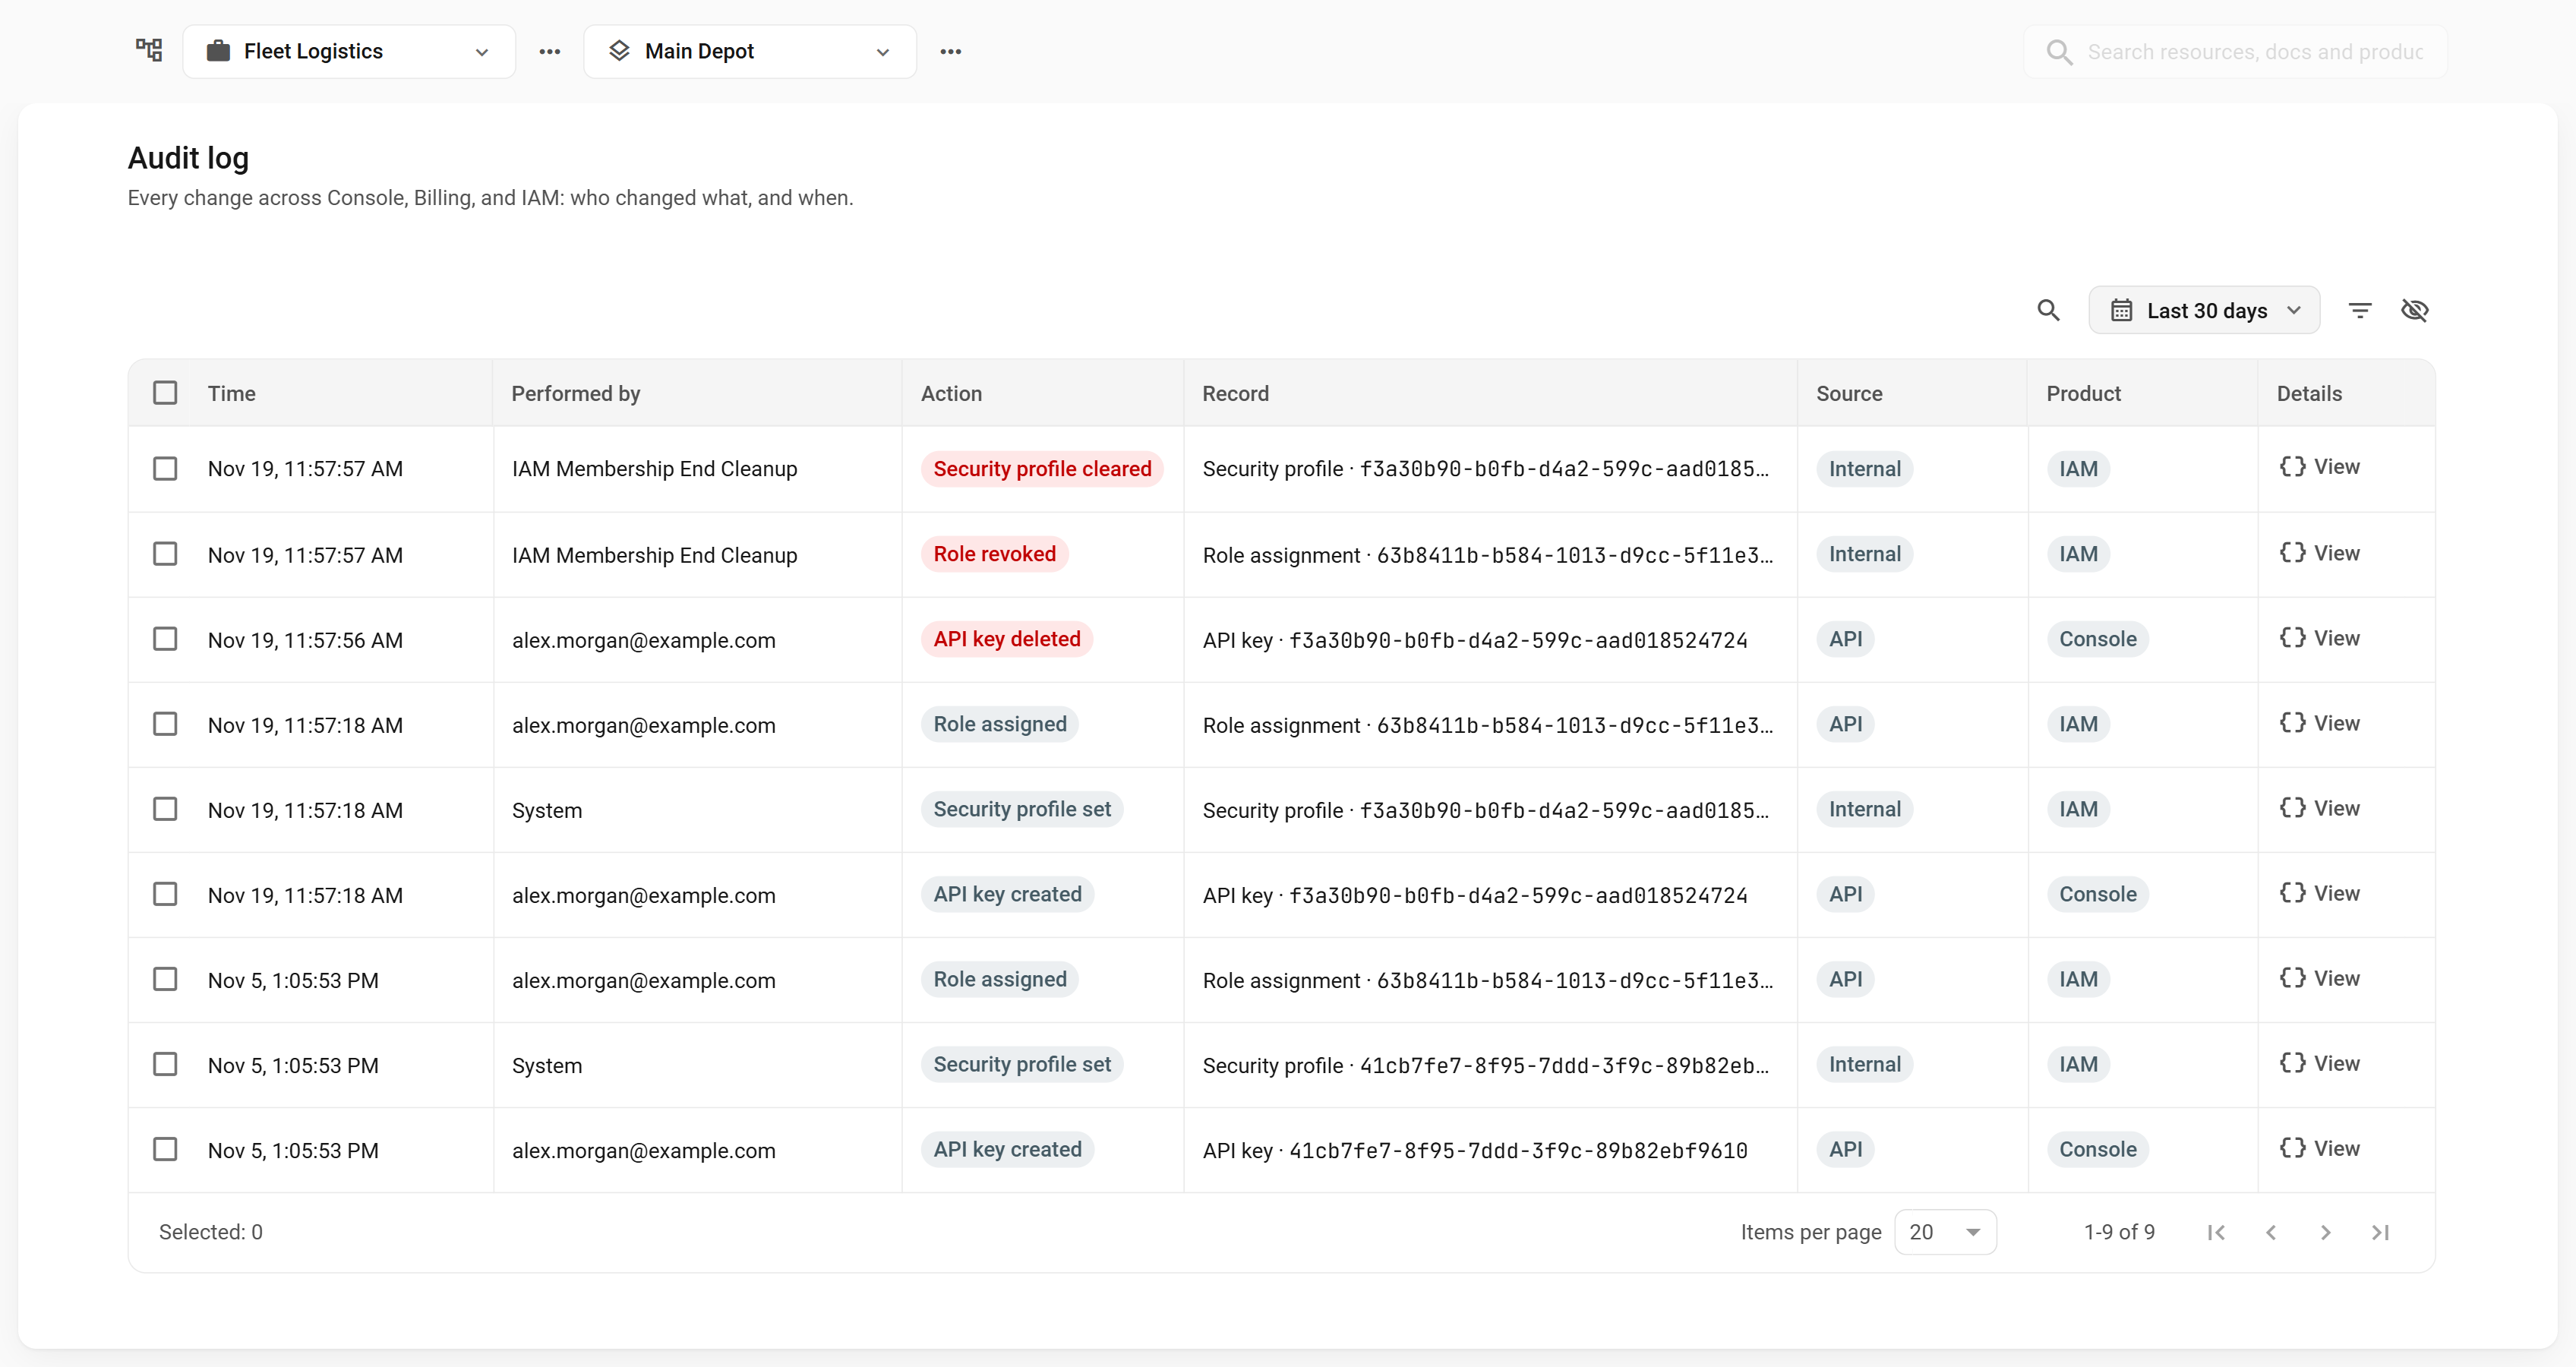 Fleet Logistics
Main Depot
Search resources, docs and produc
Audit log
Every change across Console, Billing, and IAM: who changed what, and when.
Last 30 days
Time Performed by Action Record Source Product Details
Nov 19, 11:57:57 AM IAM Membership End Cleanup Security profile cleared Security profile · f3a30b90-b0fb-d4a2-599c-aad0185… Internal IAM View
Nov 19, 11:57:57 AM IAM Membership End Cleanup Role revoked Role assignment · 63b8411b-b584-1013-d9cc-5f11e3… Internal IAM View
Nov 19, 11:57:56 AM alex.morgan@example.com API key deleted API key · f3a30b90-b0fb-d4a2-599c-aad018524724 API Console View
Nov 19, 11:57:18 AM alex.morgan@example.com Role assigned Role assignment · 63b8411b-b584-1013-d9cc-5f11e3… API IAM View
Nov 19, 11:57:18 AM System Security profile set Security profile · f3a30b90-b0fb-d4a2-599c-aad0185… Internal IAM View
Nov 19, 11:57:18 AM alex.morgan@example.com API key created API key · f3a30b90-b0fb-d4a2-599c-aad018524724 API Console View
Nov 5, 1:05:53 PM alex.morgan@example.com Role assigned Role assignment · 63b8411b-b584-1013-d9cc-5f11e3… API IAM View
Nov 5, 1:05:53 PM System Security profile set Security profile · 41cb7fe7-8f95-7ddd-3f9c-89b82eb… Internal IAM View
Nov 5, 1:05:53 PM alex.morgan@example.com API key created API key · 41cb7fe7-8f95-7ddd-3f9c-89b82ebf9610 API Console View
Selected: 0 Items per page 20 1-9 of 9